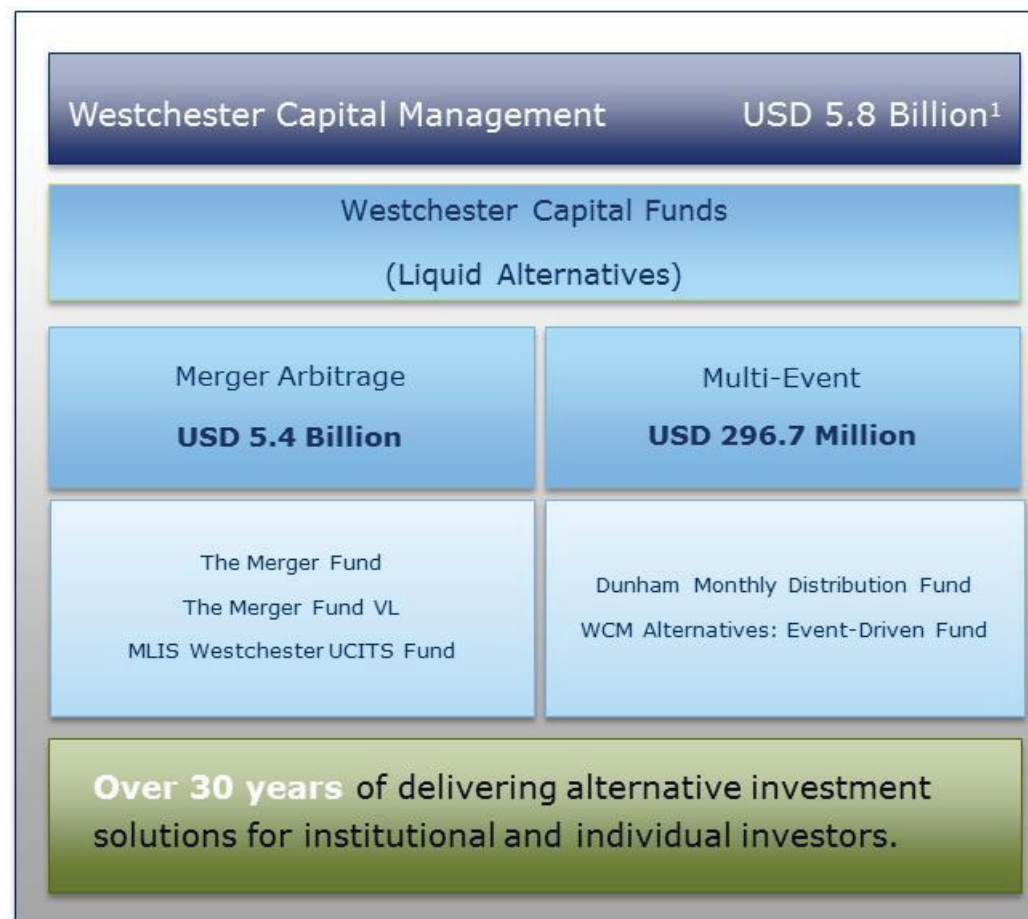 Westchester Capital Management USD 5.8 Billion¹
Westchester Capital Funds
(Liquid Alternatives)
Merger Arbitrage
USD 5.4 Billion
Multi-Event
USD 296.7 Million
The Merger Fund
The Merger Fund VL
MLIS Westchester UCITS Fund
Dunham Monthly Distribution Fund
WCM Alternatives: Event-Driven Fund
Over 30 years of delivering alternative investment
solutions for institutional and individual investors.